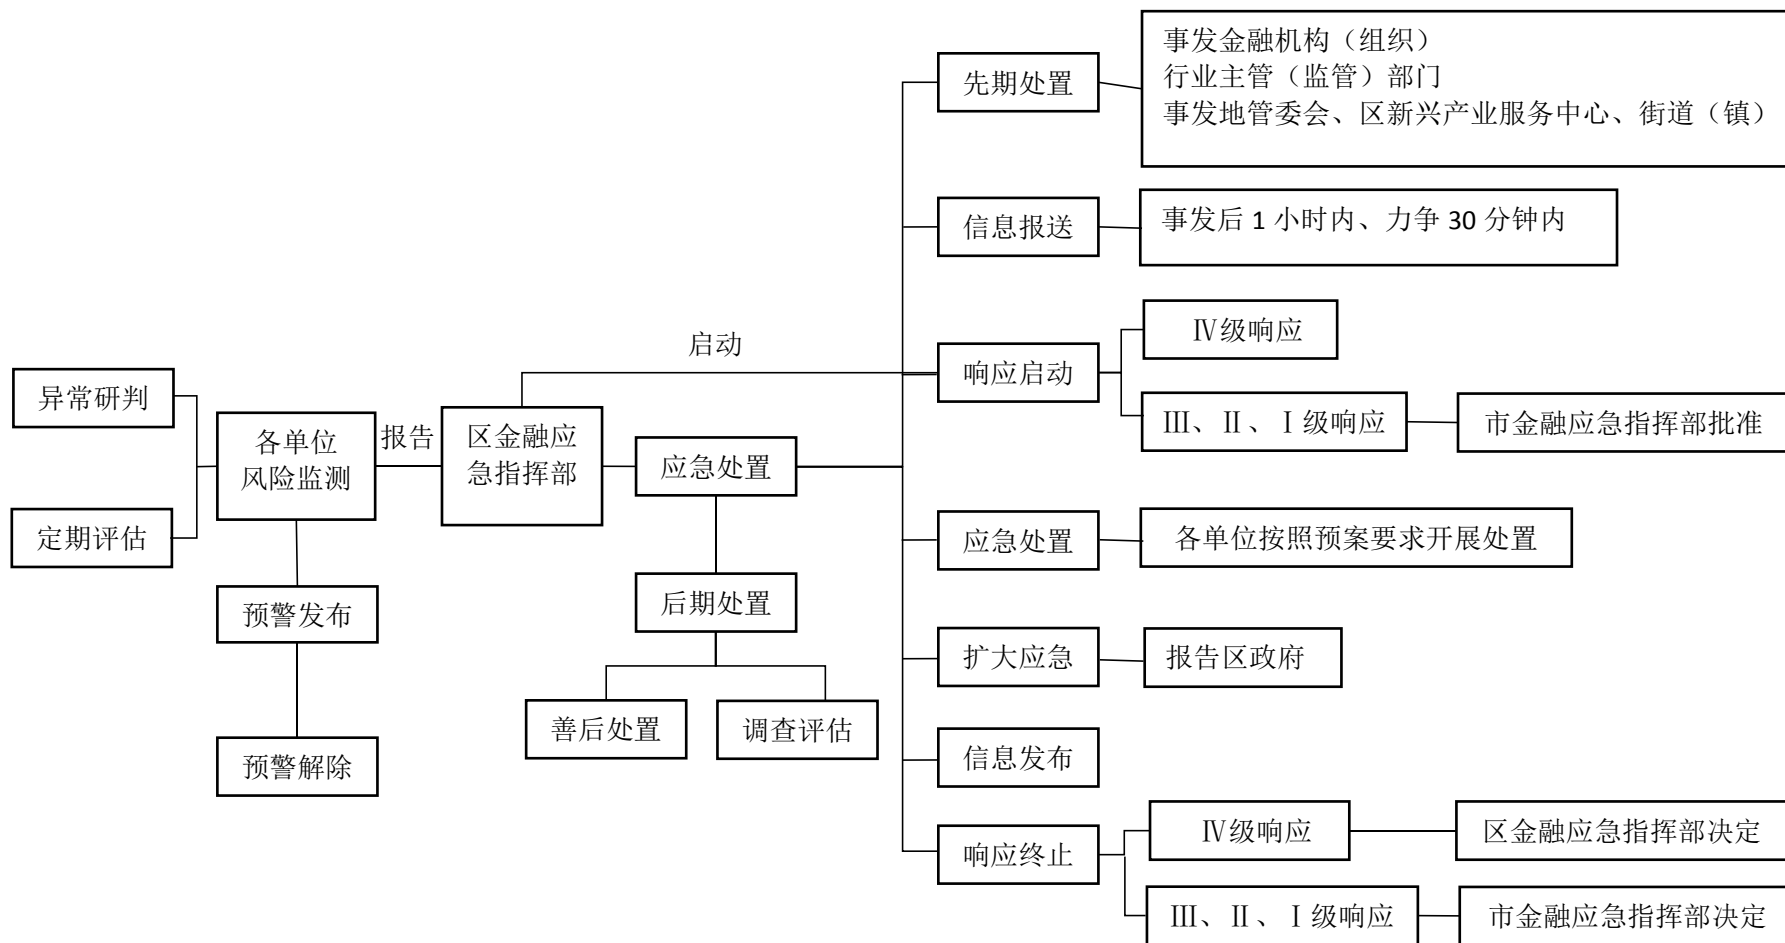 异常研判
定期评估
各单位
风险监测
预警发布
预警解除
报告
区金融应
急指挥部
启动
应急处置
后期处置
善后处置
调查评估
先期处置
事发金融机构（组织）
行业主管（监管）部门
事发地管委会、区新兴产业服务中心、街道（镇）
信息报送
事发后 1 小时内、力争 30 分钟内
响应启动
Ⅳ级响应
Ⅲ、Ⅱ、Ⅰ级响应
市金融应急指挥部批准
应急处置
各单位按照预案要求开展处置
扩大应急
报告区政府
信息发布
响应终止
Ⅳ级响应
区金融应急指挥部决定
Ⅲ、Ⅱ、Ⅰ级响应
市金融应急指挥部决定